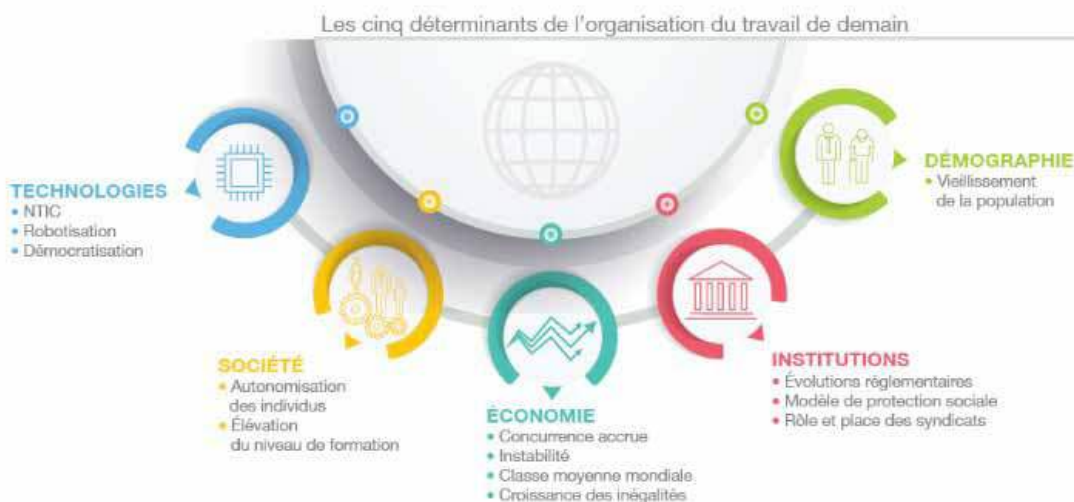 Les cinq déterminants de l'organisation du travail de demain
TECHNOLOGIES
• NTIC
• Robotisation
• Démocratisation
SOCIÉTÉ
• Autonomisation
des individus
• Élévation
du niveau de formation
ÉCONOMIE
• Concurrence accrue
• Instabilité
• Classe moyenne mondiale
• Croissance des inégalités
INSTITUTIONS
• Évolutions réglementaires
• Modèle de protection sociale
• Rôle et place des syndicats
DÉMOGRAPHIE
• Vieillissement
de la population